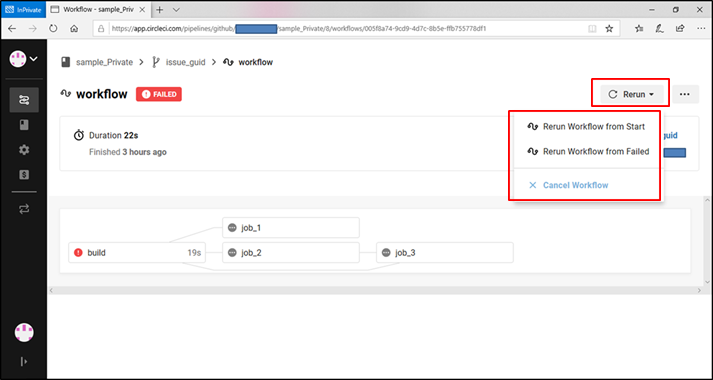 InPrivate
Workflow - sample_Priv
https://app.circleci.com/pipelines/github/
/sample_Private/8/workflows/005f8a74-9cd9-4d7c-8b5e-ffb755778df1
sample_Private > issue_guid > workflow
workflow
FAILED
Rerun
Duration 22s
Finished 3 hours ago
guid
Rerun Workflow from Start
Rerun Workflow from Failed
Cancel Workflow
job_1
build 19s
job_2
job_3